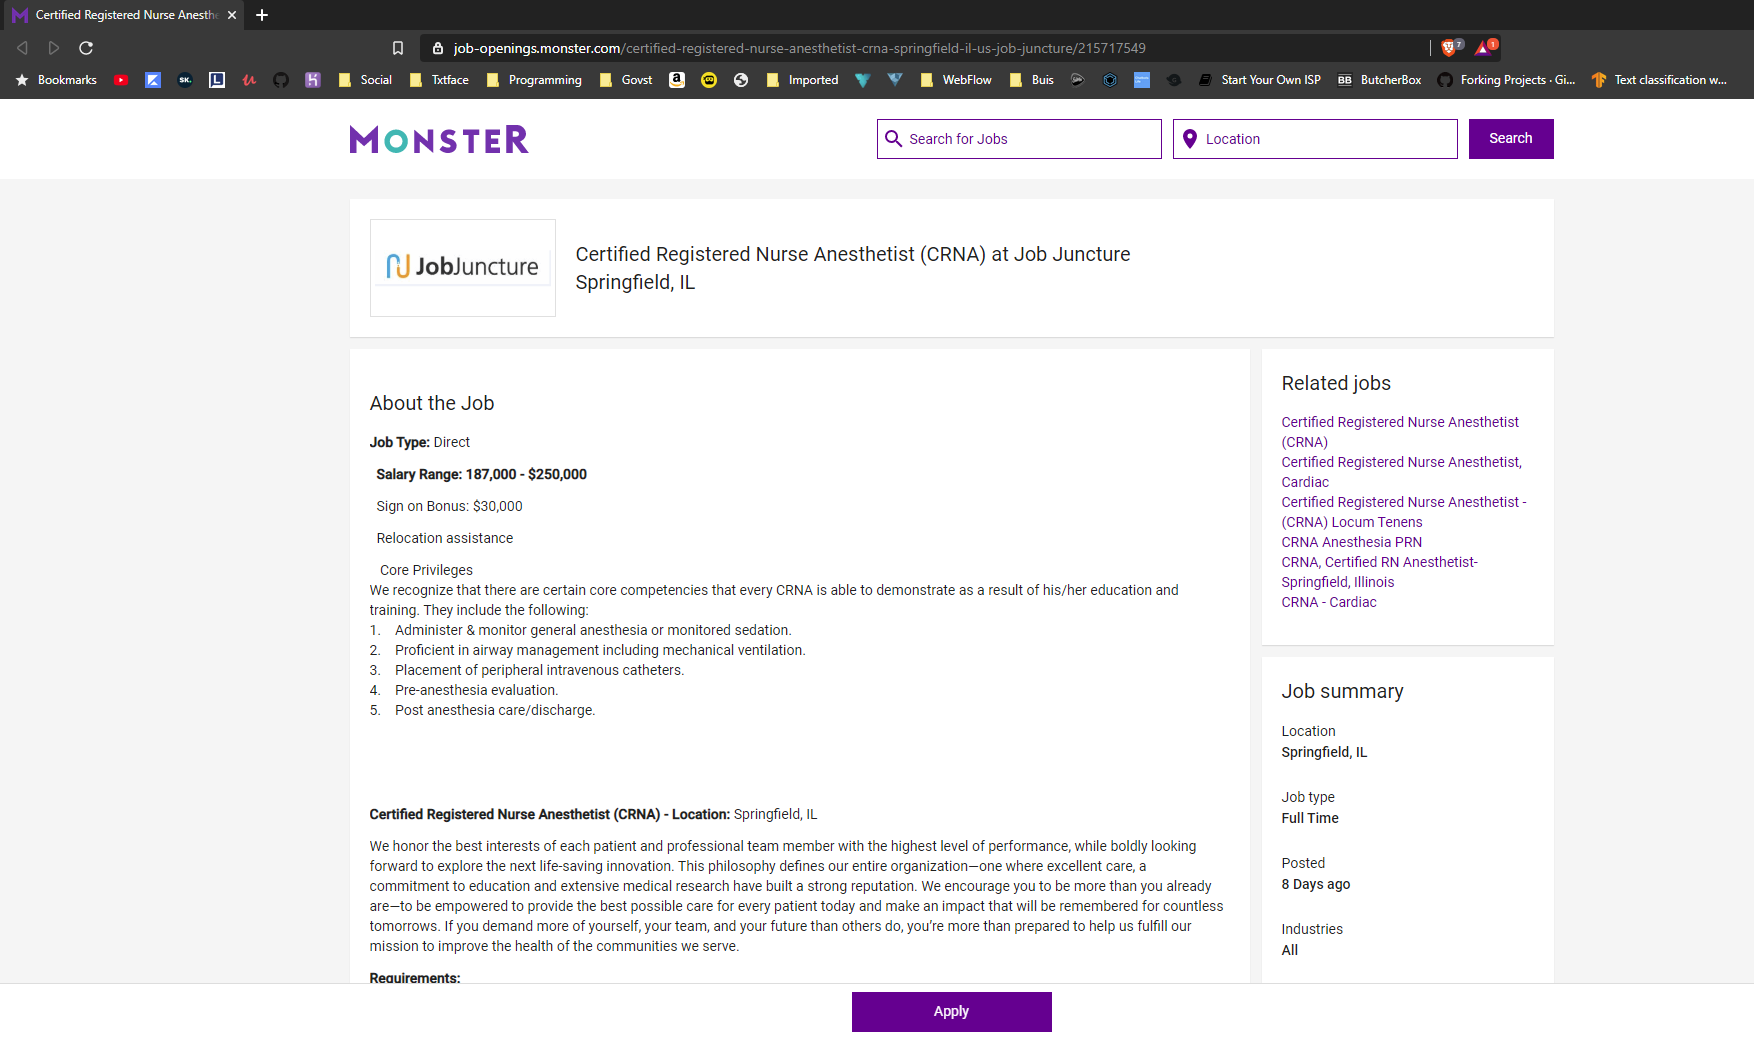 Certified Registered Nurse Anesthe
job-openings.monster.com/certified-registered-nurse-anesthetist-crna-springfield-il-us-job-juncture/215717549
7
1
Bookmarks
SK.
L
Social
Txtface
Programming
Govst
a
Imported
WebFlow
Buis
Start Your Own ISP
BB
ButcherBox
Forking Projects · Gi...
Text classification w...
MONSTER
Search for Jobs
Location
Search
JobJuncture
Certified Registered Nurse Anesthetist (CRNA) at Job Juncture
Springfield, IL
About the Job
Job Type: Direct
Salary Range: 187,000 - $250,000
Sign on Bonus: $30,000
Relocation assistance
Core Privileges
We recognize that there are certain core competencies that every CRNA is able to demonstrate as a result of his/her education and
training. They include the following:
1. Administer & monitor general anesthesia or monitored sedation.
2. Proficient in airway management including mechanical ventilation.
3. Placement of peripheral intravenous catheters.
4. Pre-anesthesia evaluation.
5. Post anesthesia care/discharge.
Certified Registered Nurse Anesthetist (CRNA) - Location: Springfield, IL
We honor the best interests of each patient and professional team member with the highest level of performance, while boldly looking
forward to explore the next life-saving innovation. This philosophy defines our entire organization—one where excellent care, a
commitment to education and extensive medical research have built a strong reputation. We encourage you to be more than you already
are—to be empowered to provide the best possible care for every patient today and make an impact that will be remembered for countless
tomorrows. If you demand more of yourself, your team, and your future than others do, you’re more than prepared to help us fulfill our
mission to improve the health of the communities we serve.
Requirements:
Related jobs
Certified Registered Nurse Anesthetist
(CRNA)
Certified Registered Nurse Anesthetist,
Cardiac
Certified Registered Nurse Anesthetist -
(CRNA) Locum Tenens
CRNA Anesthesia PRN
CRNA, Certified RN Anesthetist-
Springfield, Illinois
CRNA - Cardiac
Job summary
Location
Springfield, IL
Job type
Full Time
Posted
8 Days ago
Industries
All
Apply